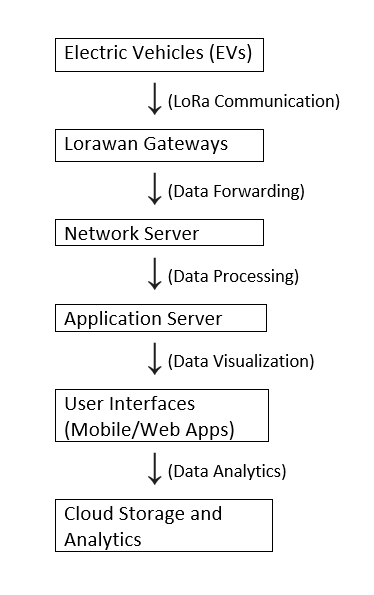 Electric Vehicles (EVs)
(LoRa Communication)
Lorawan Gateways
(Data Forwarding)
Network Server
(Data Processing)
Application Server
(Data Visualization)
User Interfaces
(Mobile/Web Apps)
(Data Analytics)
Cloud Storage and
Analytics